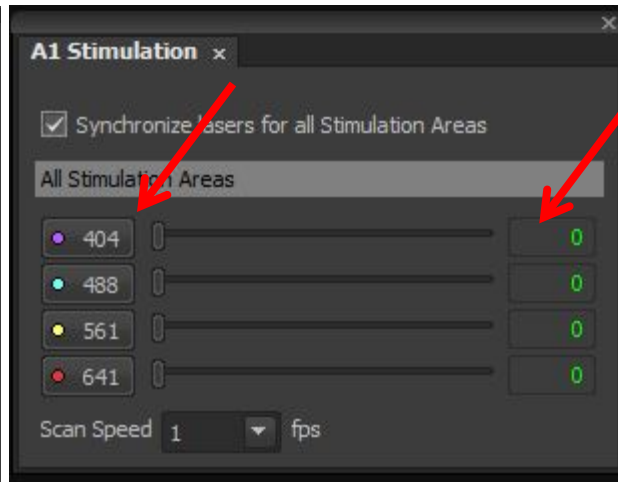 A1 Stimulation x
Synchronize lasers for all Stimulation Areas
All Stimulation Areas
404 0
488 0
561 0
641 0
Scan Speed 1 fps